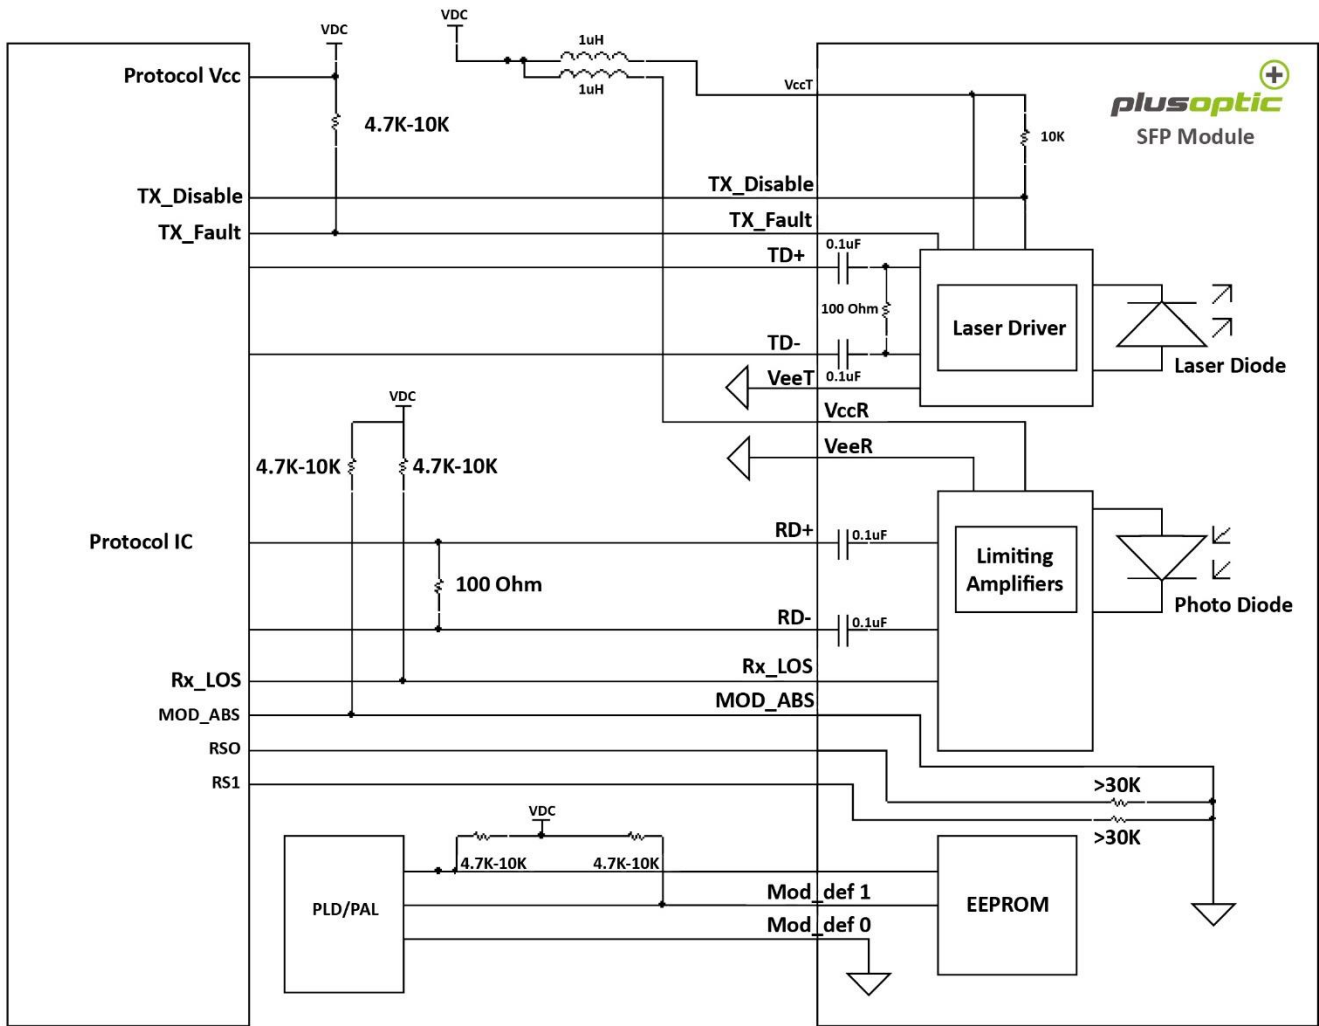 VDC
VDC
1uH
1uH
Protocol Vcc
4.7K-10K
VccT
plusoptic
SFP Module
10K
TX_Disable
TX_Disable
TX_Fault
TX_Fault
TD+
0.1uF
100 Ohm
Laser Driver
TD-
0.1uF
Laser Diode
VeeT
VDC
VccR
VeeR
4.7K-10K
4.7K-10K
Protocol IC
RD+
0.1uF
Limiting
Amplifiers
100 Ohm
Photo Diode
RD-
0.1uF
Rx_LOS
Rx_LOS
MOD_ABS
MOD_ABS
RSO
RS1
>30K
>30K
VDC
4.7K-10K
4.7K-10K
PLD/PAL
Mod_def 1
EEPROM
Mod_def 0